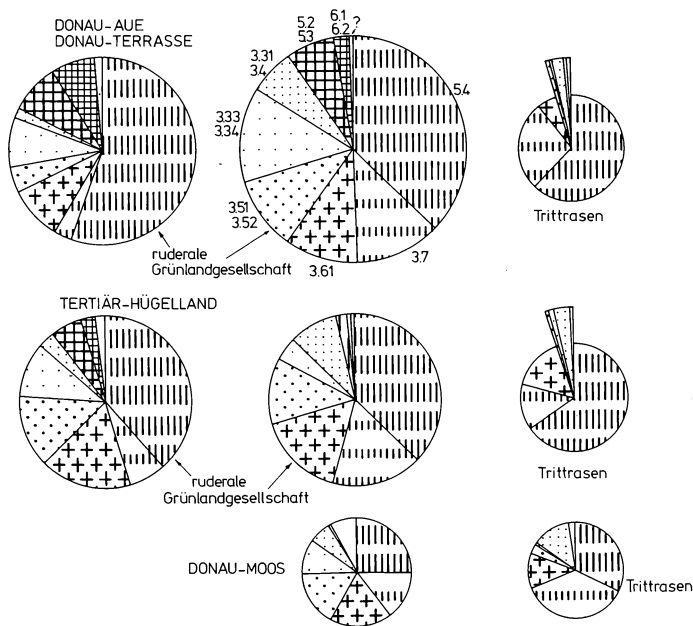 DONAU-AUE
DONAU-TERRASSE
6.1
5.2
6.2
?
5.3
3.31
3.4
5.4
3.33
3.34
3.51
3.52
3.61
3.7
ruderale
Grünlandgesellschaft
Trittrasen
TERTIÄR-HÜGELLAND
ruderale
Grünlandgesellschaft
Trittrasen
DONAU-MOOS
Trittrasen